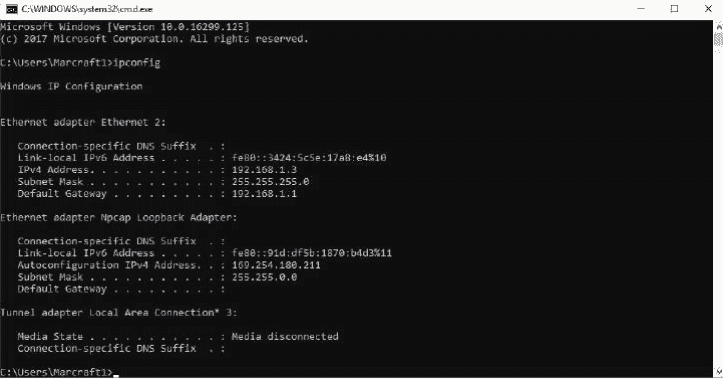 C:\WINDOWS\system32\cmd.exe
Microsoft Windows [Version 10.0.16299.125]
(c) 2017 Microsoft Corporation. All rights reserved.
C:\Users\Marcraft1>ipconfig
Windows IP Configuration
Ethernet adapter Ethernet 2:
Connection-specific DNS Suffix . :
Link-local IPv6 Address . . . . . : fe80::3424:5c5e:17a8:e4%10
IPv4 Address. . . . . . . . . . . : 192.168.1.3
Subnet Mask . . . . . . . . . . . : 255.255.255.0
Default Gateway . . . . . . . . . : 192.168.1.1
Ethernet adapter Npcap Loopback Adapter:
Connection-specific DNS Suffix . :
Link-local IPv6 Address . . . . . : fe80::91d:df5b:1870:b4d3%11
Autoconfiguration IPv4 Address. . : 169.254.180.211
Subnet Mask . . . . . . . . . . . : 255.255.0.0
Default Gateway . . . . . . . . . :
Tunnel adapter Local Area Connection* 3:
Media State . . . . . . . . . . . : Media disconnected
Connection-specific DNS Suffix . :
C:\Users\Marcraft1>